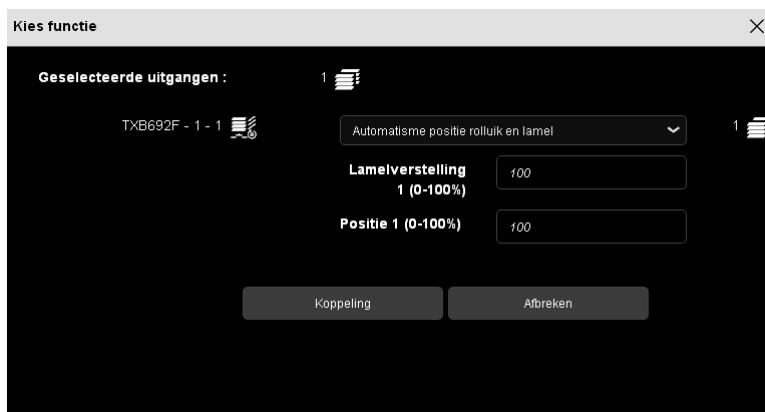 Kies functie
Geselecteerde uitgangen : 1
TXB692F - 1 - 1 Automatisme positie rolluik en lamel 1
Lamelverstelling
1 (0-100%) 100
Positie 1 (0-100%) 100
Koppeling Afbreken